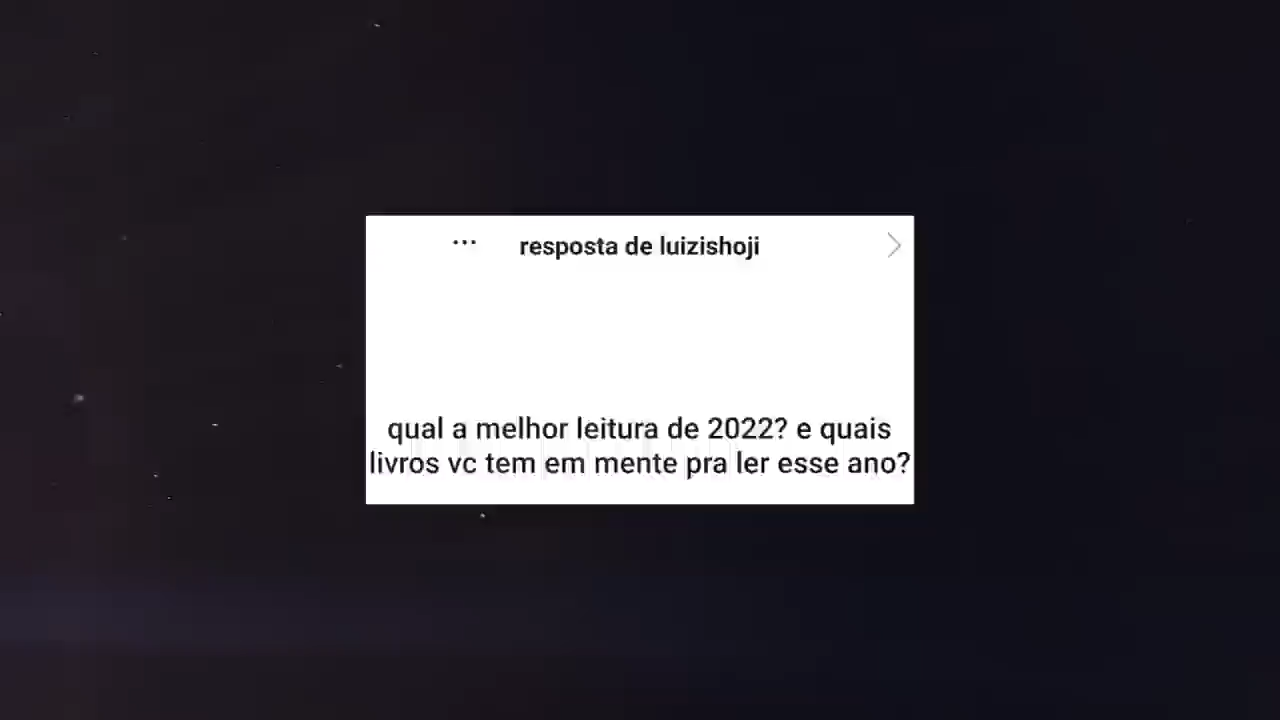 ... resposta de luizishoji
qual a melhor leitura de 2022? e quais
livros vc tem em mente pra ler esse ano?